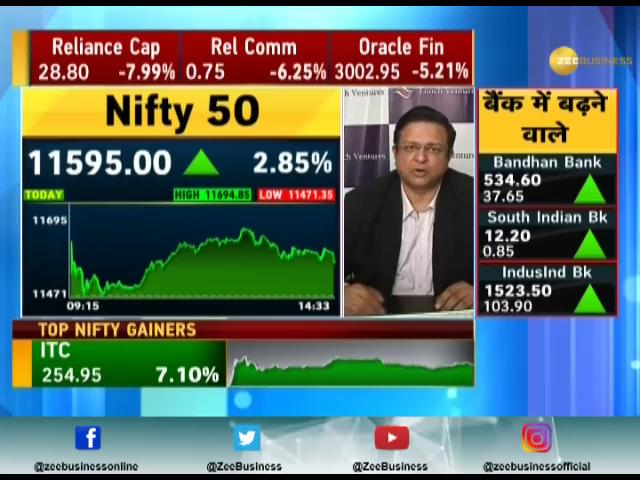 Reliance Cap
28.80 -7.99%
Rel Comm
0.75 -6.25%
Oracle Fin
3002.95 -5.21%
ZEEBUSINESS
Nifty 50
11595.00 2.85%
TODAY HIGH 11694.85 LOW 11471.35
11695
11471
09:15 14:33
Enoch Ventures
बैंक में बढ़ने
वाले
Bandhan Bank
534.60
37.65
South Indian Bk
12.20
0.85
IndusInd Bk
1523.50
103.90
TOP NIFTY GAINERS
ITC
254.95 7.10%
@zeebusinessonline
@ZeeBusiness
@ZeeBusiness
@zeebusinessofficial